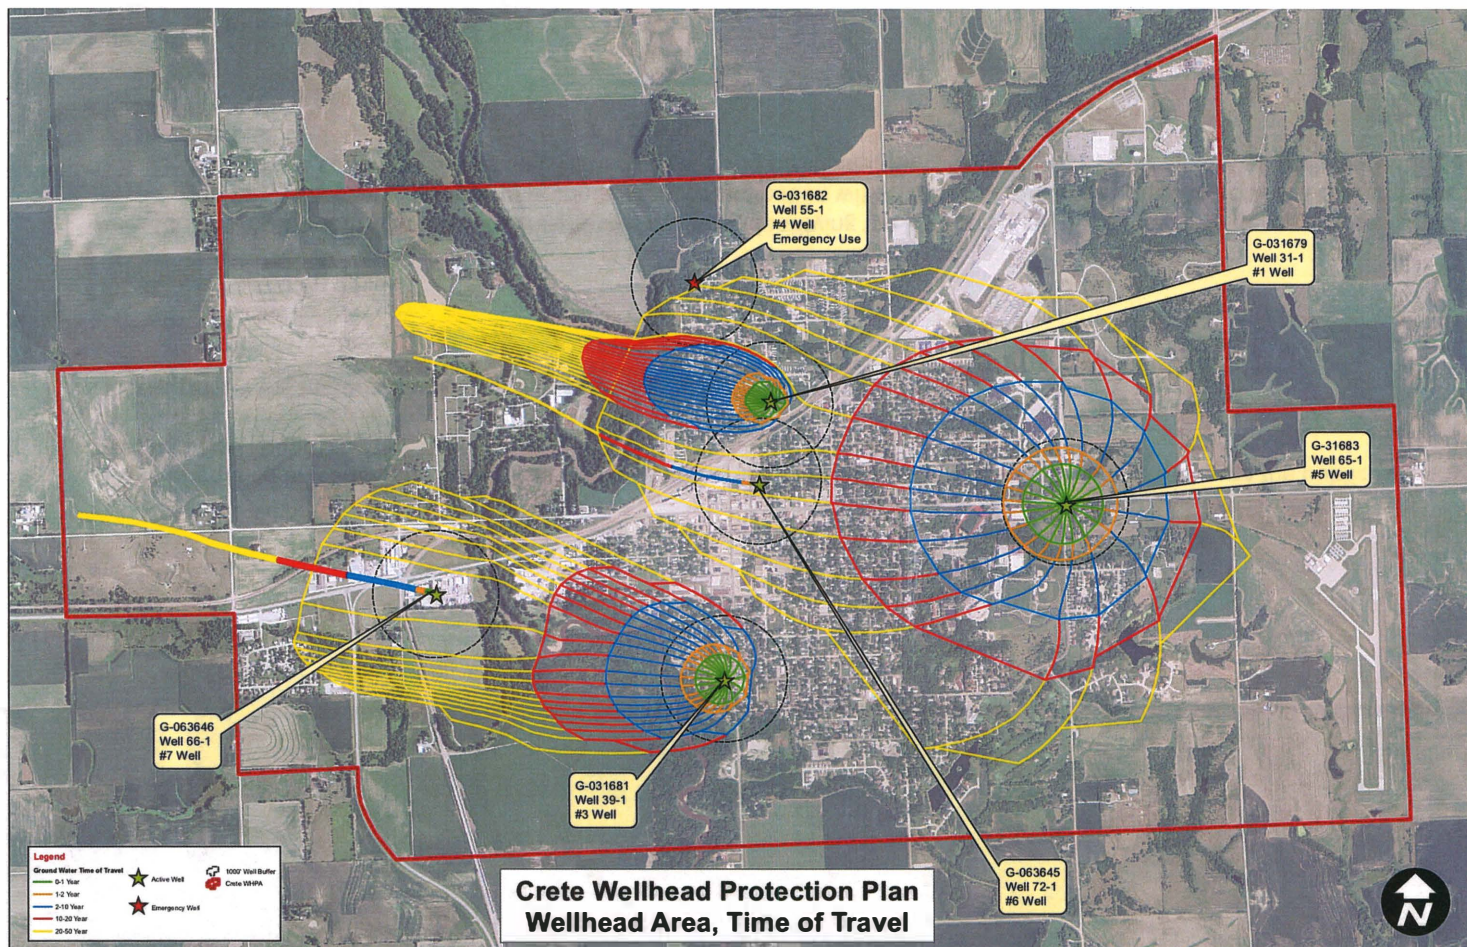 G-031682
Well 55-1
#4 Well
Emergency Use
G-031679
Well 31-1
#1 Well
G-31683
Well 65-1
#5 Well
G-063646
Well 66-1
#7 Well
G-031681
Well 39-1
#3 Well
G-063645
Well 72-1
#6 Well
Legend
Ground Water Time of Travel
0-1 Year
1-2 Year
2-10 Year
10-20 Year
20-50 Year
Active Well
Emergency Well
1000' Well Buffer
Crete WHPA
Crete Wellhead Protection Plan
Wellhead Area, Time of Travel
N